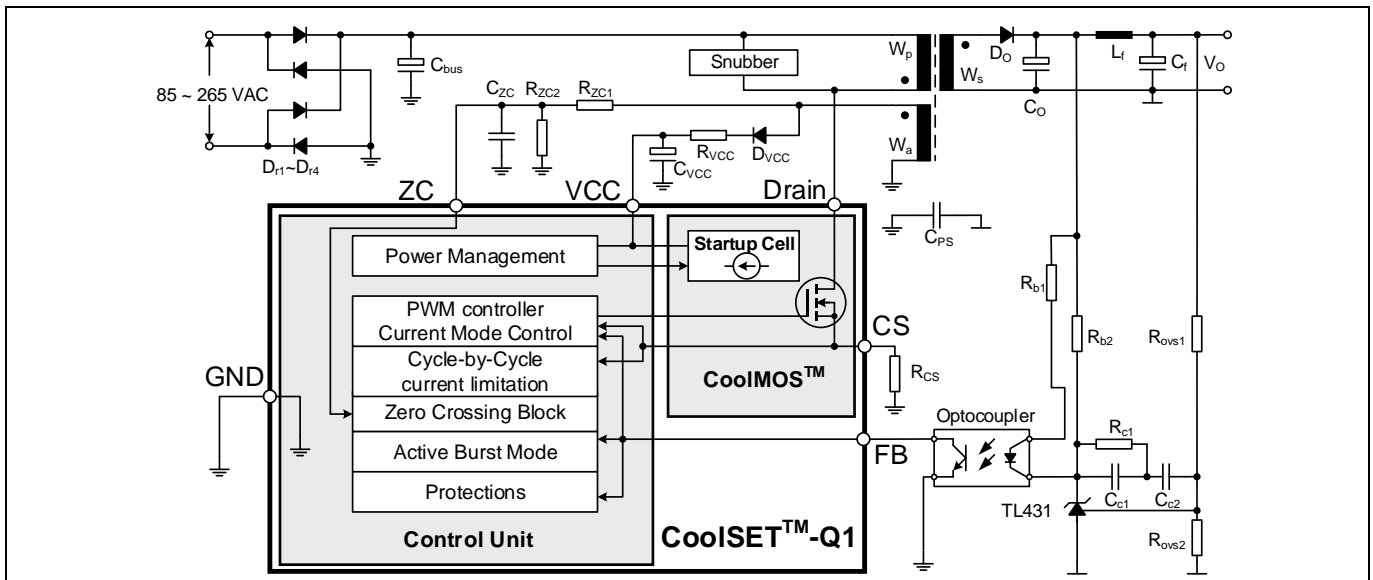 85 ~ 265 VAC
Dr1~Dr4
Cbus
CZC
RZC2
RZC1
Snubber
Wp
Ws
Wa
DO
CO
Lf
Cf
VO
RVCC
DVCC
CVCC
ZC
VCC
Drain
CPS
Power Management
Startup Cell
PWM controller
Current Mode Control
Cycle-by-Cycle
current limitation
Zero Crossing Block
Active Burst Mode
Protections
Control Unit
CoolMOS™
CoolSET™-Q1
GND
CS
RCS
FB
Optocoupler
Rb1
Rb2
Rovs1
Rc1
Cc1
Cc2
TL431
Rovs2